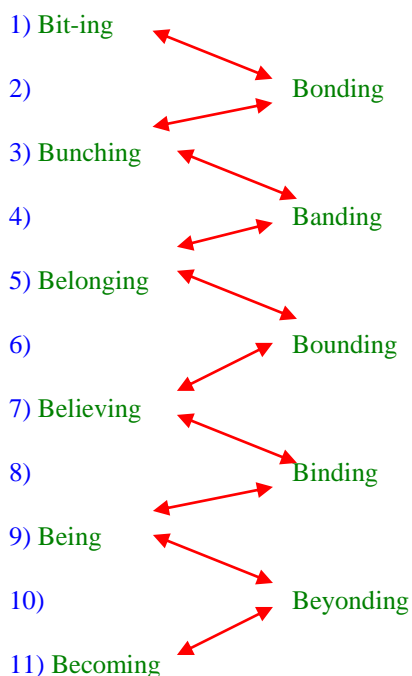 1) Bit-ing
2) Bonding
3) Bunching
4) Banding
5) Belonging
6) Bounding
7) Believing
8) Binding
9) Being
10) Beyonding
11) Becoming